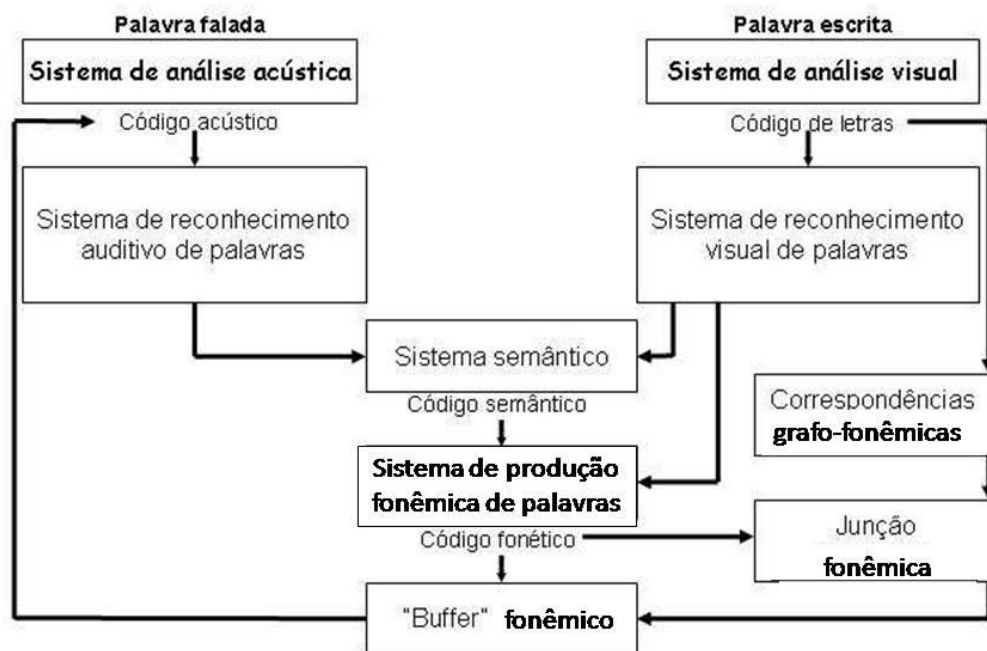 Palavra falada
Sistema de análise acústica
Código acústico
Sistema de reconhecimento
auditivo de palavras
Palavra escrita
Sistema de análise visual
Código de letras
Sistema de reconhecimento
visual de palavras
Sistema semântico
Código semântico
Correspondências
grafo-fonêmicas
Sistema de produção
fonêmica de palavras
Código fonético
Junção
fonêmica
"Buffer" fonêmico